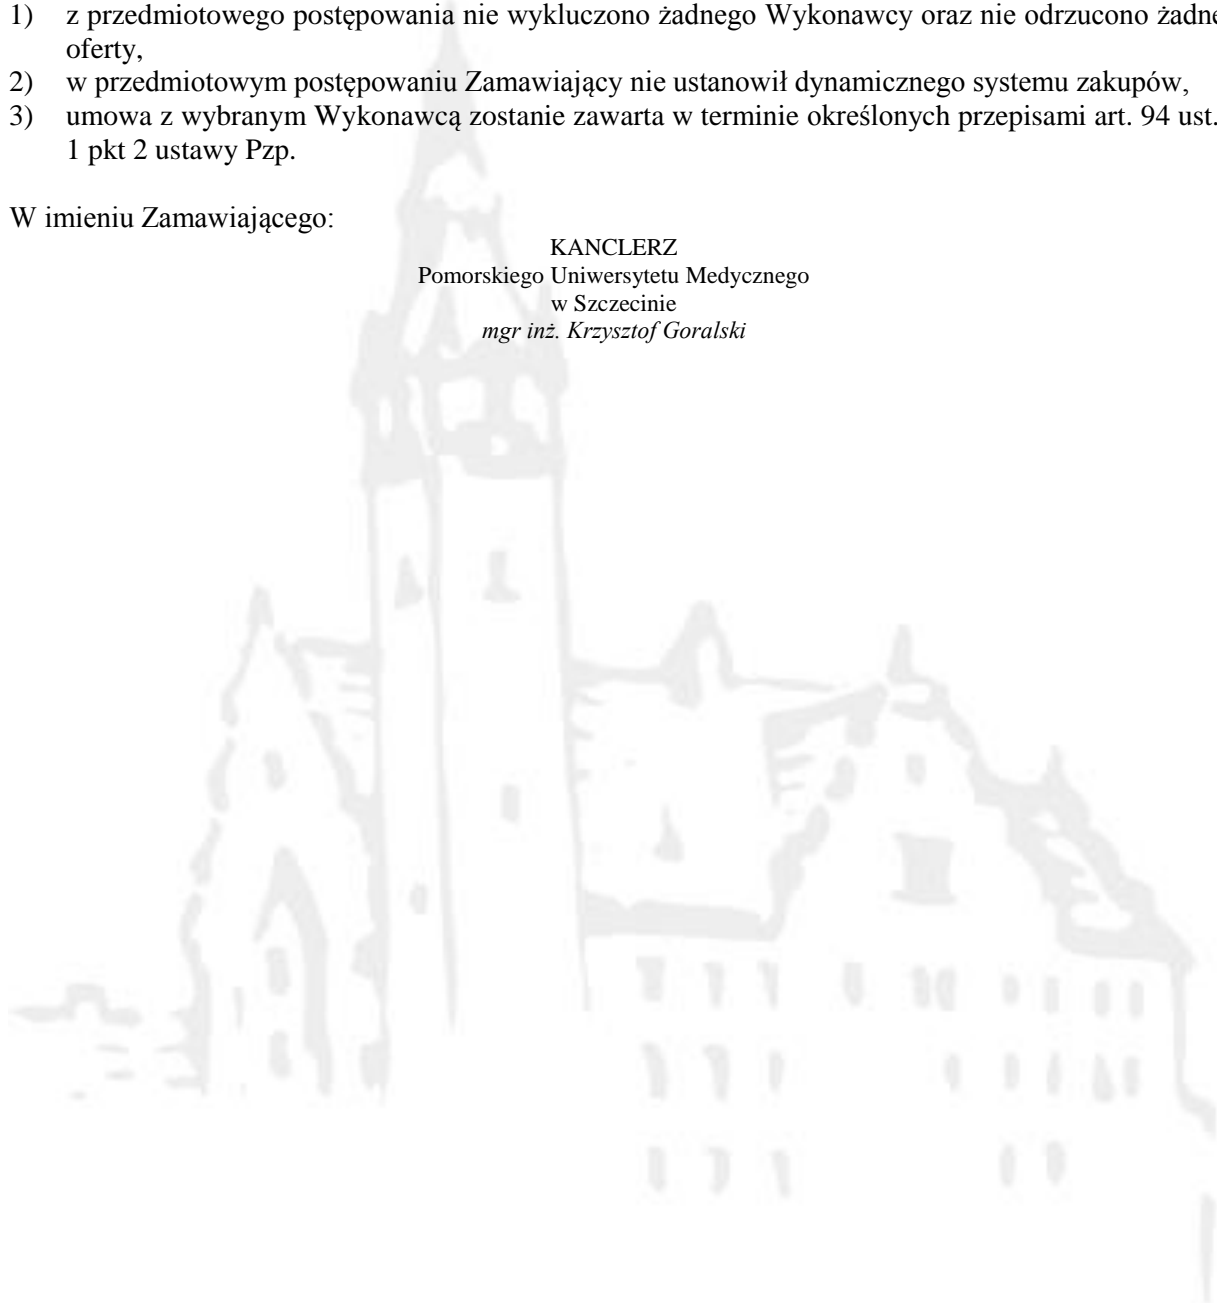 1) z przedmiotowego postępowania nie wykluczono żadnego Wykonawcy oraz nie odrzucono żadne
oferty,
2) w przedmiotowym postępowaniu Zamawiający nie ustanowił dynamicznego systemu zakupów,
3) umowa z wybranym Wykonawcą zostanie zawarta w terminie określonych przepisami art. 94 ust.
1 pkt 2 ustawy Pzp.
W imieniu Zamawiającego:
KANCLERZ
Pomorskiego Uniwersytetu Medycznego
w Szczecinie
mgr inż. Krzysztof Goralski